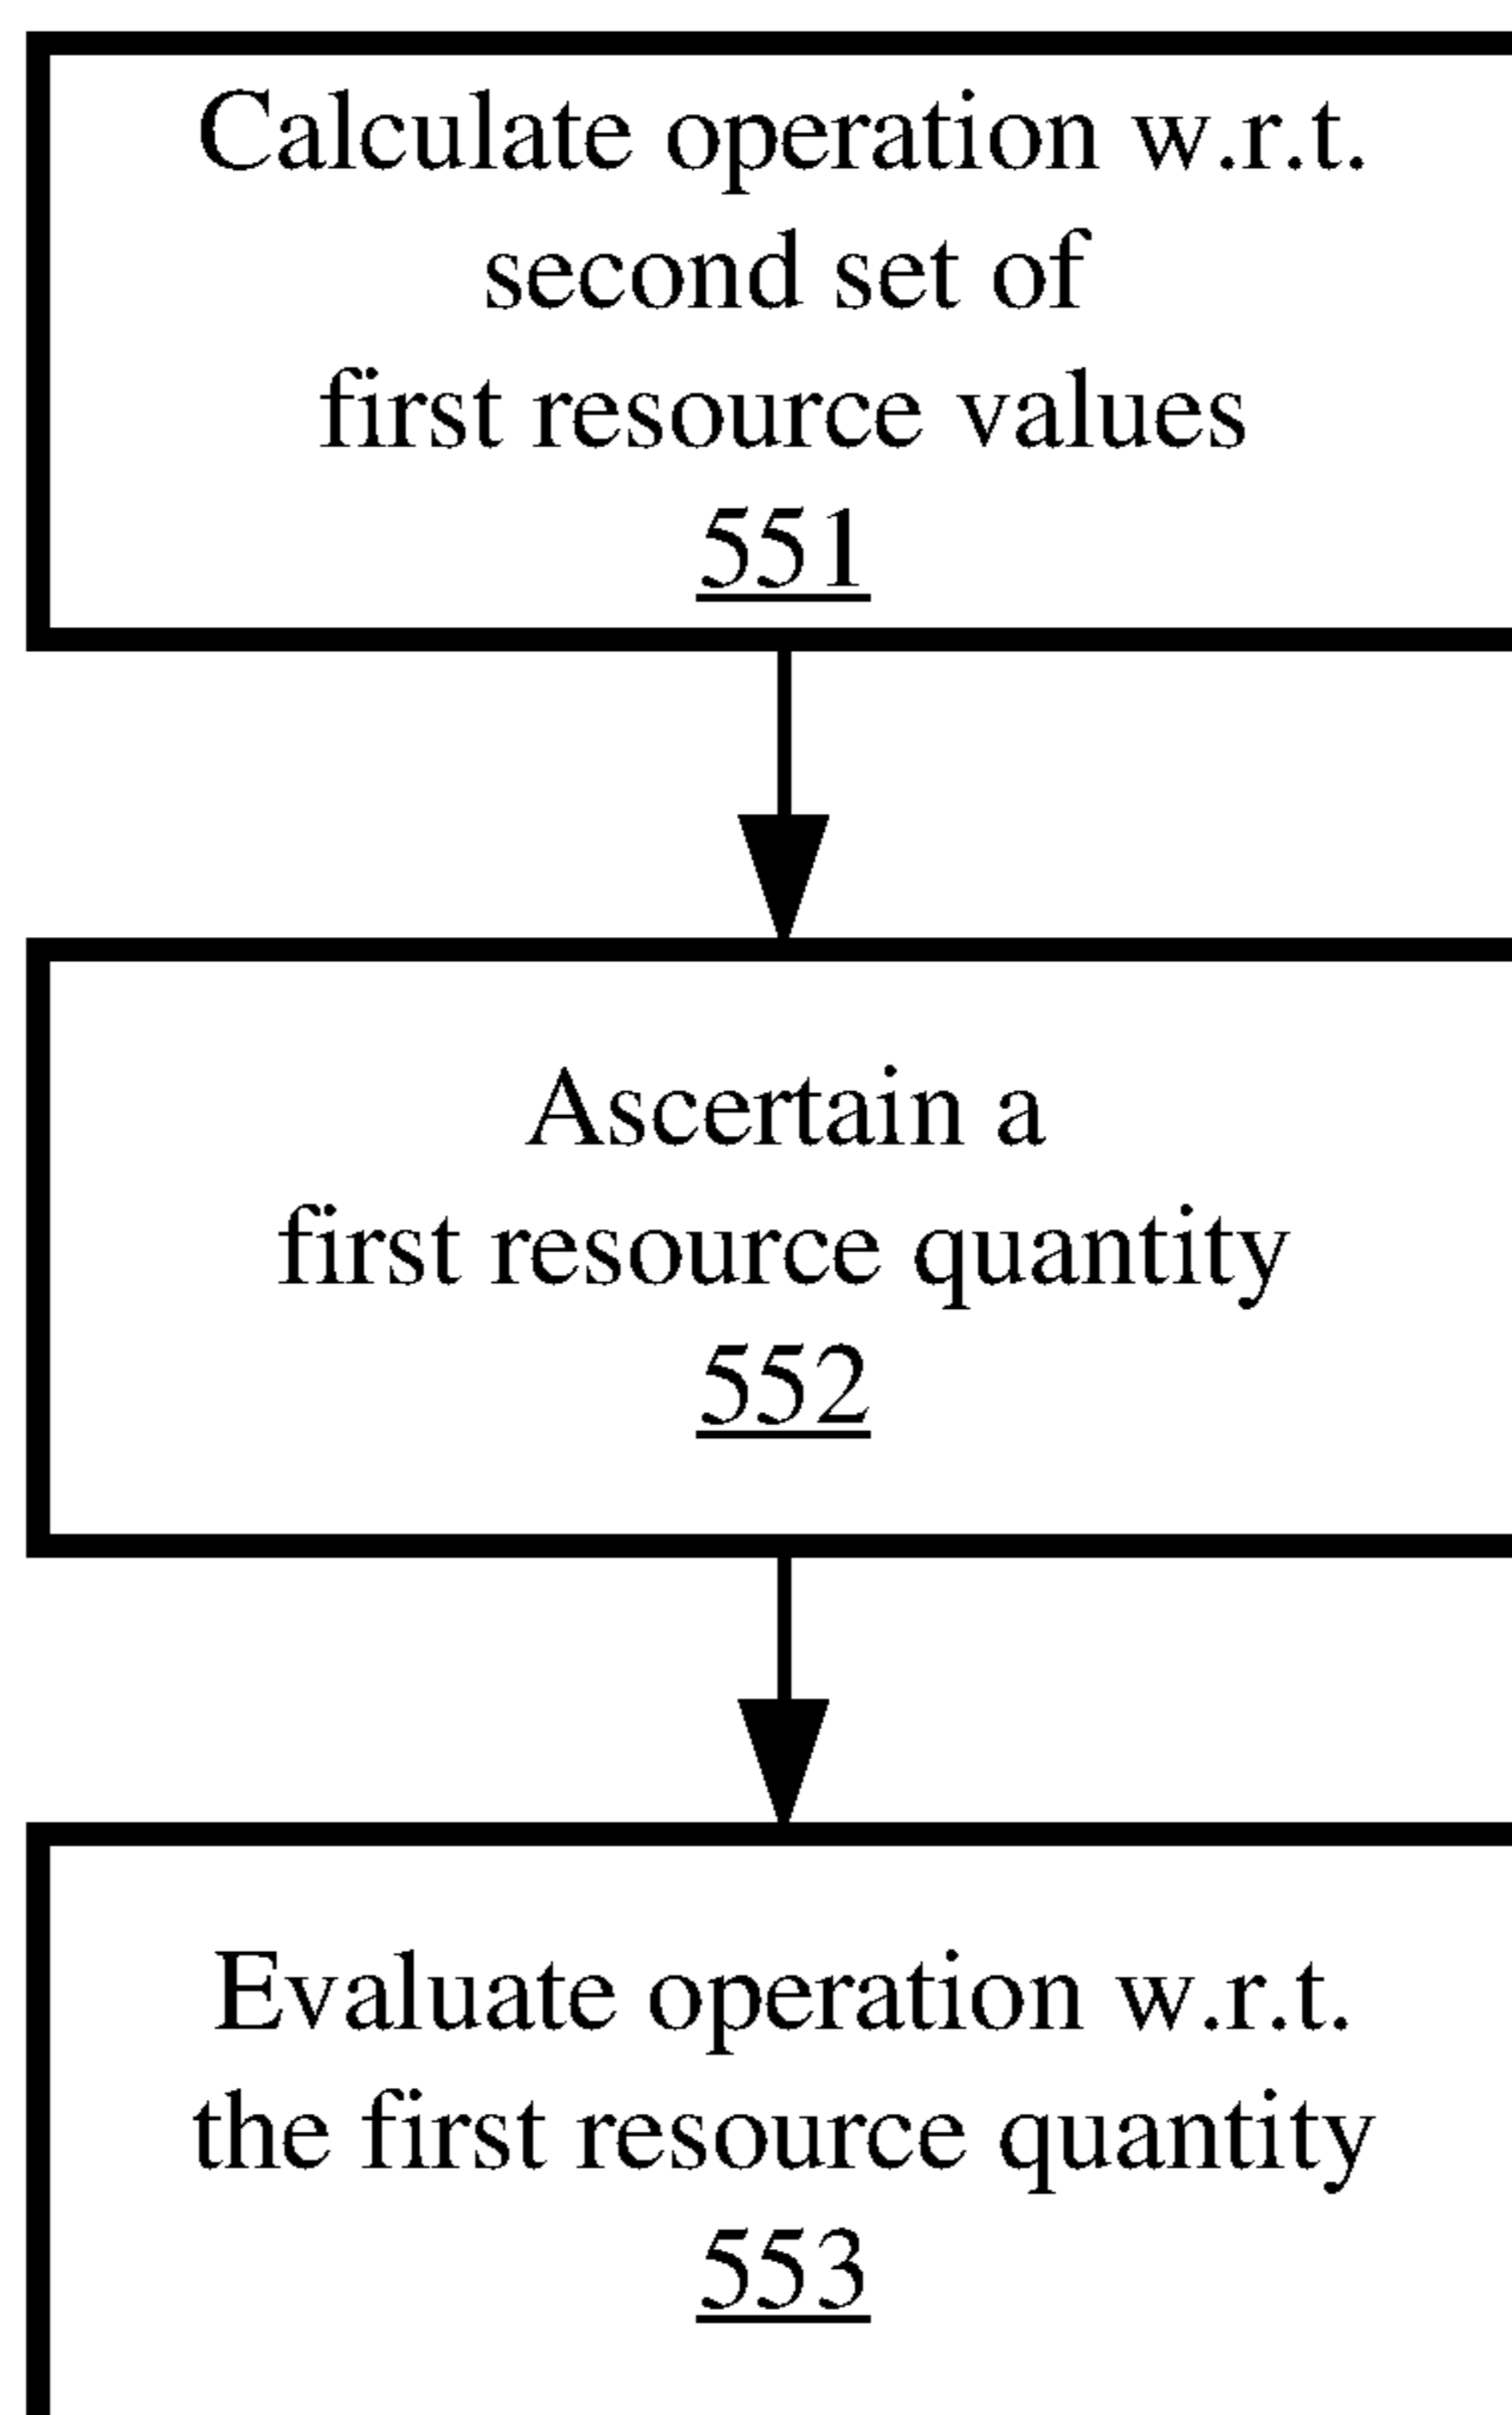 Calculate operation w.r.t.
second set of
first resource values
551
Ascertain a
first resource quantity
552
Evaluate operation w.r.t.
the first resource quantity
553